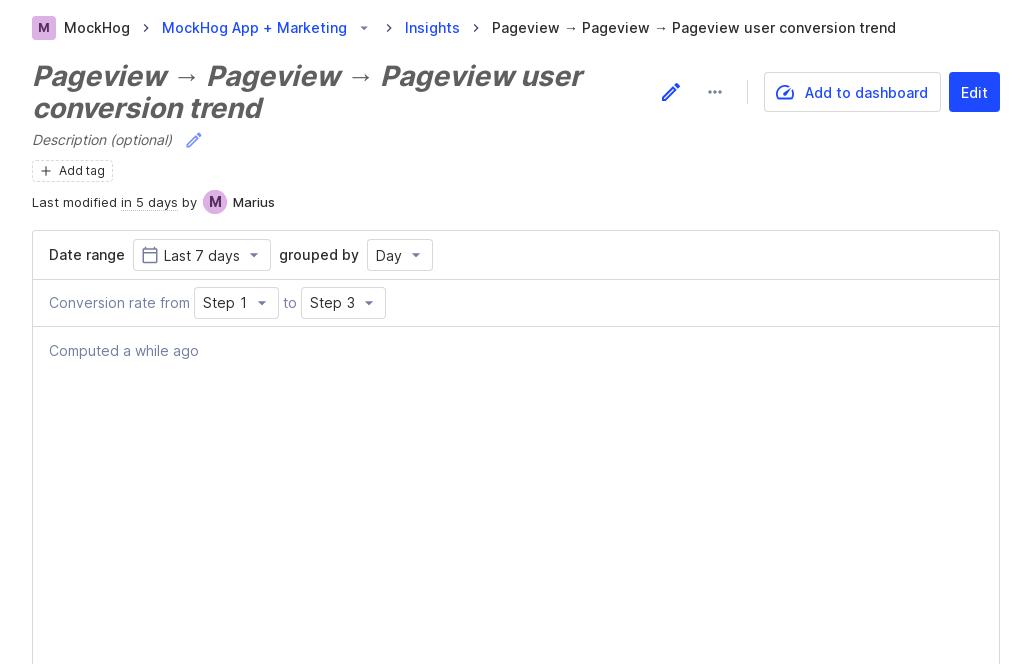 M MockHog > MockHog App + Marketing > Insights > Pageview → Pageview → Pageview user conversion trend
Pageview → Pageview → Pageview user
conversion trend
Add to dashboard
Edit
Description (optional)
+ Add tag
Last modified in 5 days by M Marius
Date range Last 7 days grouped by Day
Conversion rate from Step 1 to Step 3
Computed a while ago